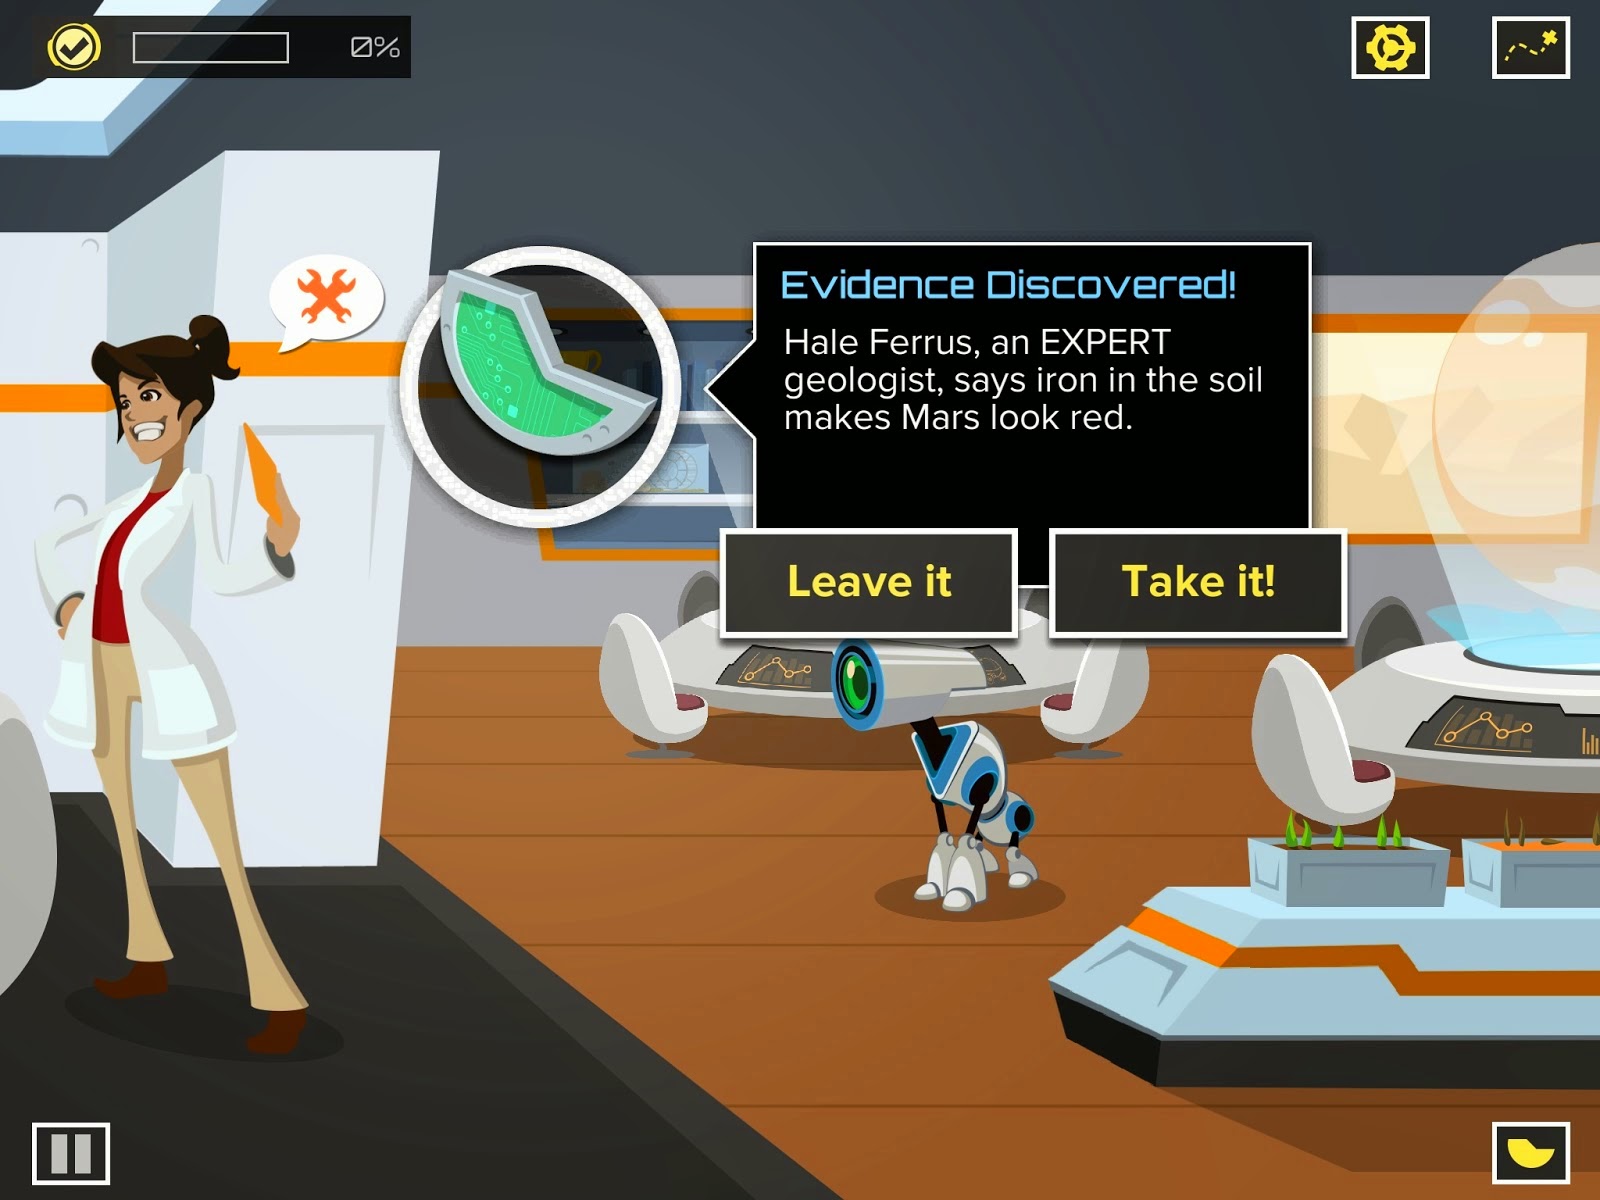 0%
Evidence Discovered!
Hale Ferrus, an EXPERT
geologist, says iron in the soil
makes Mars look red.
Leave it
Take it!